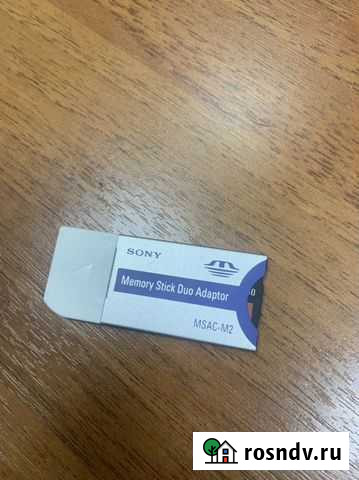 SONY
Memory Stick Duo Adaptor
MSAC-M2
rosndv.ru